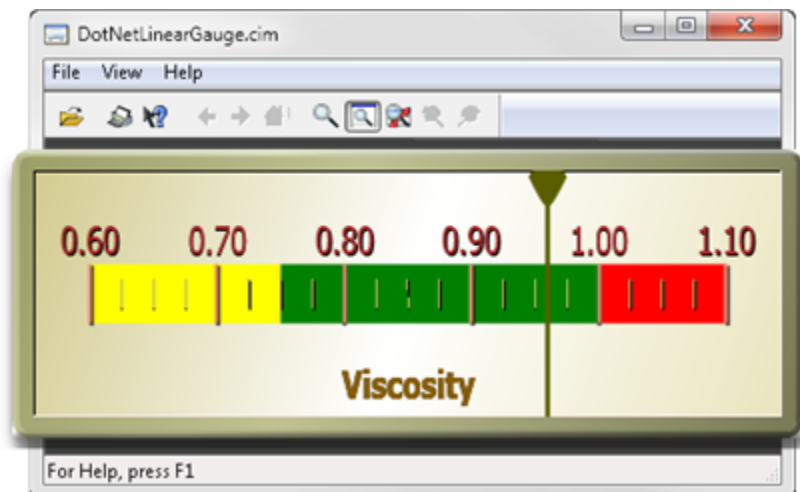 DotNetLinearGauge.cim
File View Help
0.60 0.70 0.80 0.90 1.00 1.10
Viscosity
For Help, press F1